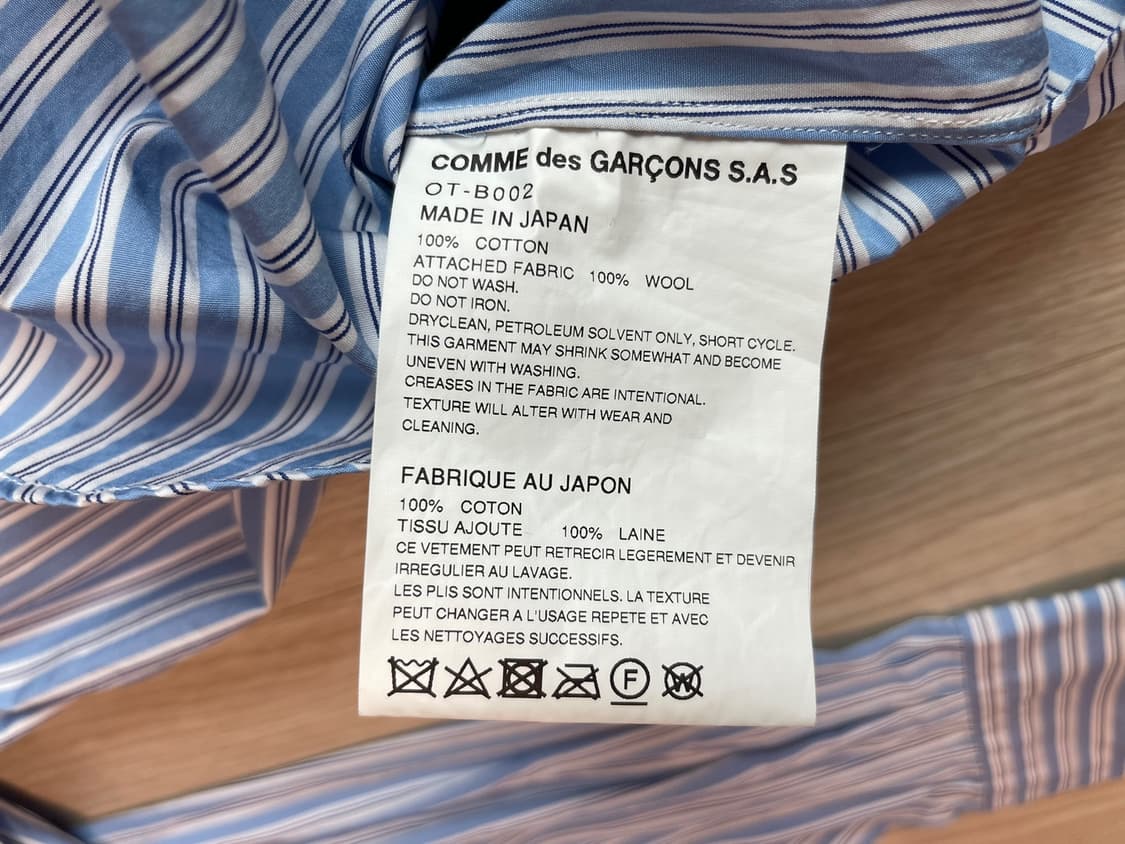 COMME des GARÇONS S.A.S
OT-B002
MADE IN JAPAN
100% COTTON
ATTACHED FABRIC 100% WOOL
DO NOT WASH.
DO NOT IRON.
DRYCLEAN, PETROLEUM SOLVENT ONLY, SHORT CYCLE.
THIS GARMENT MAY SHRINK SOMEWHAT AND BECOME
UNEVEN WITH WASHING.
CREASES IN THE FABRIC ARE INTENTIONAL.
TEXTURE WILL ALTER WITH WEAR AND
CLEANING.
FABRIQUE AU JAPON
100% COTON
TISSU AJOUTE 100% LAINE
CE VETEMENT PEUT RETRECIR LEGEREMENT ET DEVENIR
IRREGULIER AU LAVAGE.
LES PLIS SONT INTENTIONNELS. LA TEXTURE
PEUT CHANGER A L'USAGE REPETE ET AVEC
LES NETTOYAGES SUCCESSIFS.
F W